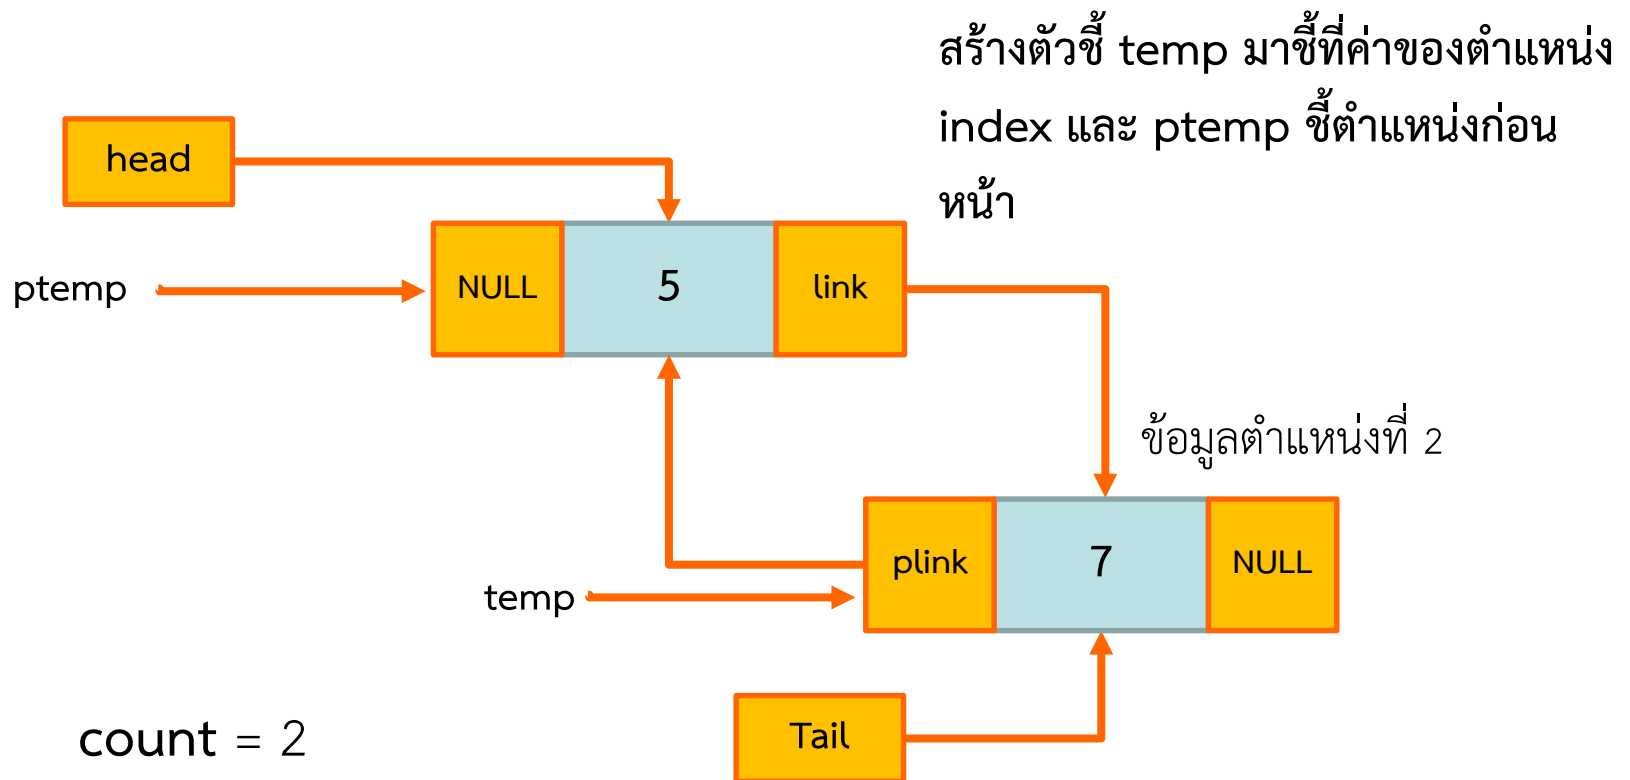 สร้างตัวชี้ temp มาชี้ที่ค่าของตำแหน่ง
index และ ptemp ชี้ตำแหน่งก่อน
หน้า
head
ptemp
NULL 5 link
ข้อมูลตำแหน่งที่ 2
plink 7 NULL
temp
Tail
count = 2